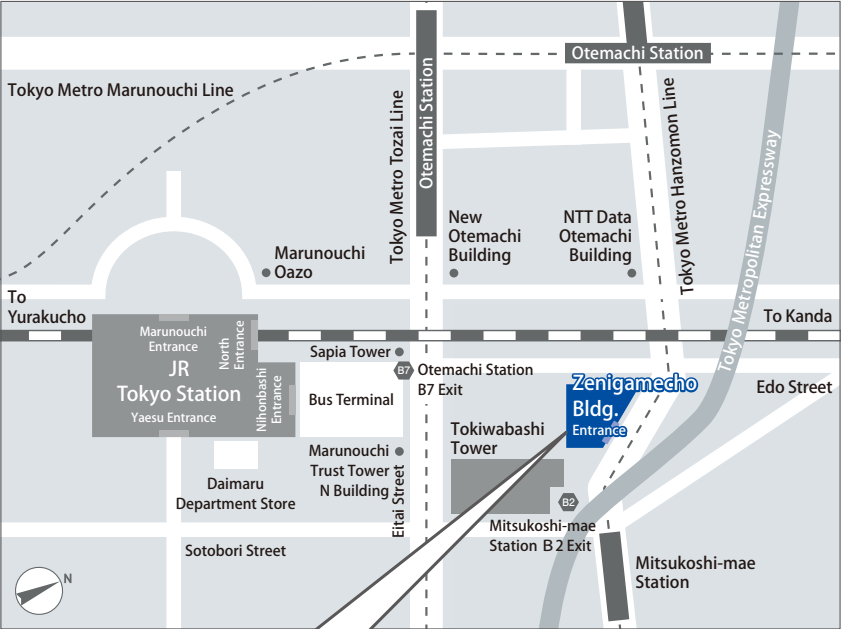 Otemachi Station
Tokyo Metro Marunouchi Line
Otemachi Station
Tokyo Metro Tozai Line
Tokyo Metro Hanzomon Line
Tokyo Metropolitan Expressway
New
Otemachi
Building
NTT Data
Otemachi
Building
Marunouchi
Oazo
To
Yurakucho
To Kanda
Marunouchi
Entrance
North
Entrance
JR
Tokyo Station
Yaesu Entrance
Nihonbashi
Entrance
Sapia Tower
B7
Otemachi Station
B7 Exit
Bus Terminal
Zenigamecho
Bldg.
Entrance
Edo Street
Tokiwabashi
Tower
Marunouchi
Trust Tower
N Building
Daimaru
Department Store
Eitai Street
B2
Mitsukoshi-mae
Station B2 Exit
Sotobori Street
Mitsukoshi-mae
Station
N